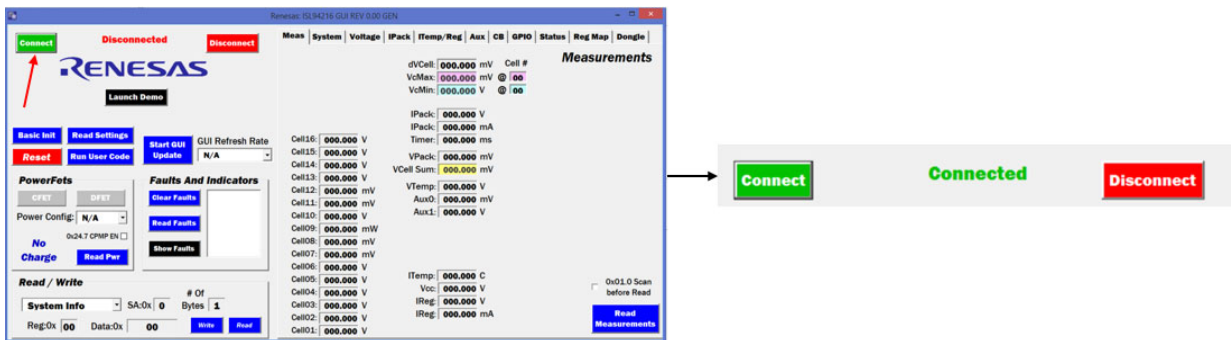 Renesas: ISL94216 GUI REV 0.00 GEN
Connect
Disconnected
Disconnect
RENESAS
Launch Demo
Basic Init
Read Settings
Reset
Run User Code
Start GUI
Update
GUI Refresh Rate
N/A
PowerFets
CFET
DFET
Power Config:
N/A
0x24.7 CPMP EN
No
Charge
Read Pwr
Faults And Indicators
Clear Faults
Read Faults
Show Faults
Read / Write
# Of
System Info
SA:0x 0
Bytes 1
Reg:0x 00
Data:0x 00
Write
Read
Meas System Voltage IPack ITemp/Reg Aux CB GPIO Status Reg Map Dongle
Measurements
dVCell: 000.000 mV Cell #
VcMax: 000.000 mV @ 00
VcMin: 000.000 V @ 00
IPack: 000.000 V
IPack: 000.000 mA
Timer: 000.000 ms
VPack: 000.000 mV
VCell Sum: 000.000 mV
VTemp: 000.000 V
Aux0: 000.000 mV
Aux1: 000.000 V
ITemp: 000.000 C
Vcc: 000.000 V
IReg: 000.000 V
IReg: 000.000 mA
Cell16: 000.000 V
Cell15: 000.000 V
Cell14: 000.000 V
Cell13: 000.000 V
Cell12: 000.000 mV
Cell11: 000.000 mV
Cell10: 000.000 V
Cell09: 000.000 mW
Cell08: 000.000 mV
Cell07: 000.000 mV
Cell06: 000.000 V
Cell05: 000.000 V
Cell04: 000.000 V
Cell03: 000.000 V
Cell02: 000.000 V
Cell01: 000.000 V
0x01.0 Scan
before Read
Read
Measurements
Connect
Connected
Disconnect